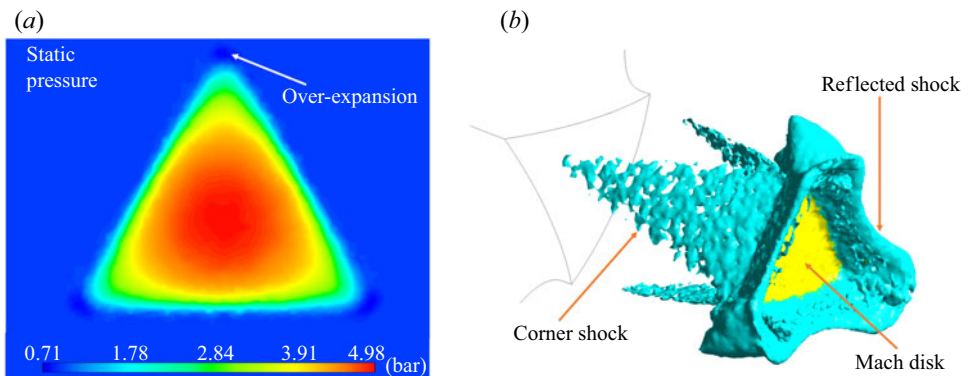 (a)
Static
pressure
Over-expansion
0.71 1.78 2.84 3.91 4.98 (bar)
(b)
Reflected shock
Corner shock
Mach disk